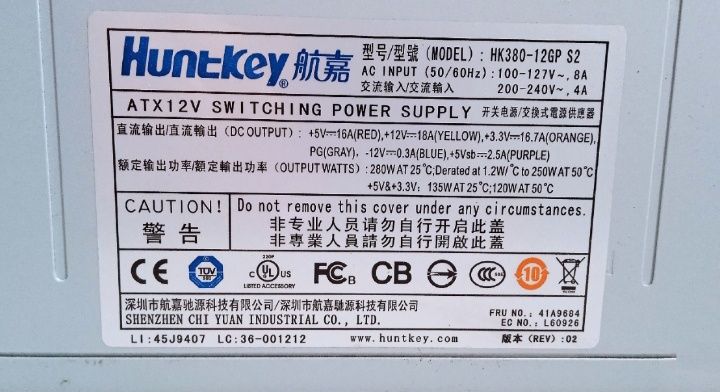 HUNTKEY® 航嘉 型号/型號 (MODEL) : HK380-12GP S2
AC INPUT (50/60Hz) : 100-127V~, 8A
交流输入/交流輸入 200-240V~, 4A
ATX12V SWITCHING POWER SUPPLY 开关电源/交換式電源供應器
直流输出/直流輸出 (DC OUTPUT) : +5V⎓16A(RED),+12V⎓18A(YELLOW),+3.3V⎓16.7A(ORANGE),
PG(GRAY), -12V⎓0.3A(BLUE),+5Vsb⎓2.5A(PURPLE)
额定输出功率/額定輸出功率 (OUTPUT WATTS) : 280W AT 25°C;Derated at 1.2W/°C to 250W AT 50°C
+5V&+3.3V: 135W AT 25°C;120W AT 50°C
CAUTION! Do not remove this cover under any circumstances.
警告 非专业人员请勿自行开启此盖
非專業人員請勿自行開啟此蓋
CE TÜV 220P c UL US LISTED ACCESSORY FC B CB CCC 10
深圳市航嘉驰源科技有限公司/深圳市航嘉馳源科技有限公司
SHENZHEN CHI YUAN INDUSTRIAL CO., LTD.
FRU NO.: 41A9684
EC NO.: L60926
LI:45J9407 LC:36-001212 www.huntkey.com 版本 (REV) :02